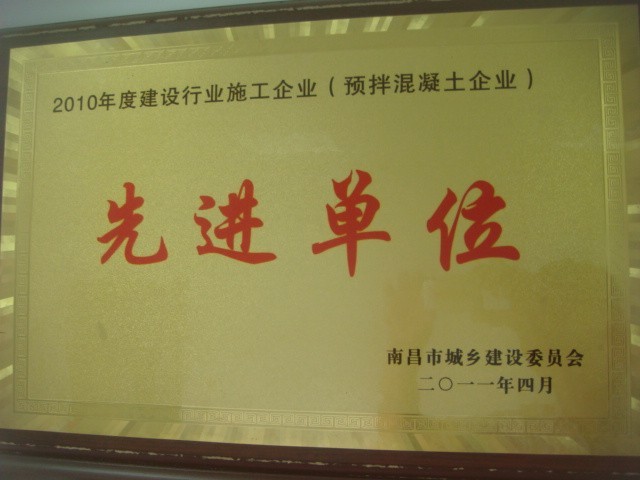 2010年度建设行业施工企业（预拌混凝土企业）
先进单位
南昌市城乡建设委员会
二〇一一年四月